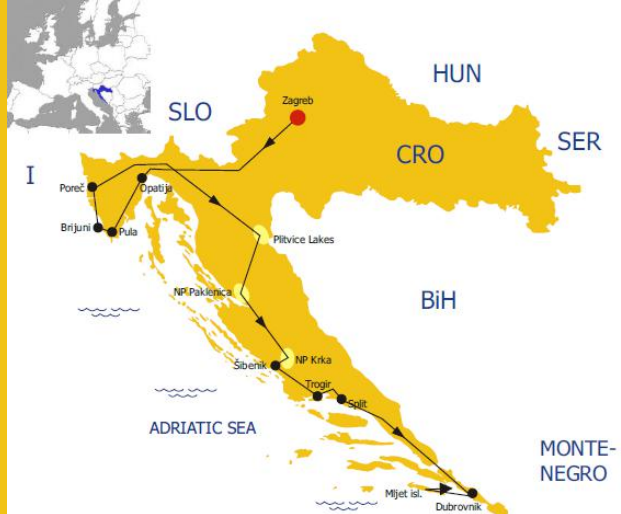 HUN
Zagreb
SLO
SER
CRO
I
Poreč
Opatija
Brijuni
Pula
Plitvice Lakes
NP Paklenica
BiH
NP Krka
Šibenik
Trogir
Split
ADRIATIC SEA
MONTE-
NEGRO
Mljet isl.
Dubrovnik